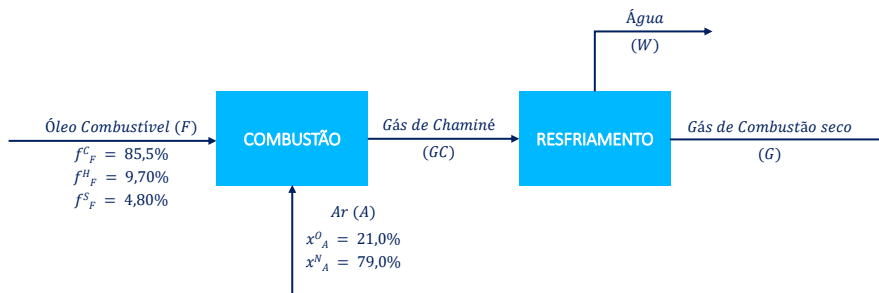 Água
(W)
Óleo Combustível (F)
f^C_F = 85,5%
f^H_F = 9,70%
f^S_F = 4,80%
COMBUSTÃO
Gás de Chaminé
(GC)
RESFRIAMENTO
Gás de Combustão seco
(G)
Ar (A)
x^O_A = 21,0%
x^N_A = 79,0%